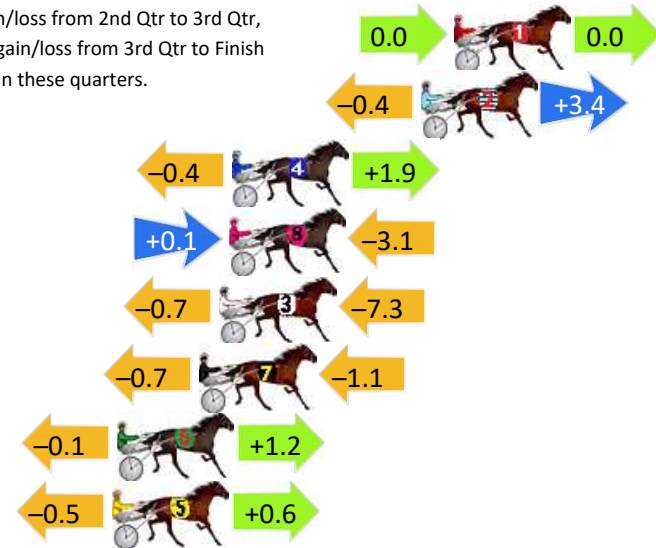 n/loss from 2nd Qtr to 3rd Qtr,
gain/loss from 3rd Qtr to Finish
n these quarters.
0.0 1 0.0
–0.4 2 +3.4
–0.4 4 +1.9
+0.1 8 –3.1
–0.7 3 –7.3
–0.7 7 –1.1
–0.1 6 +1.2
–0.5 5 +0.6